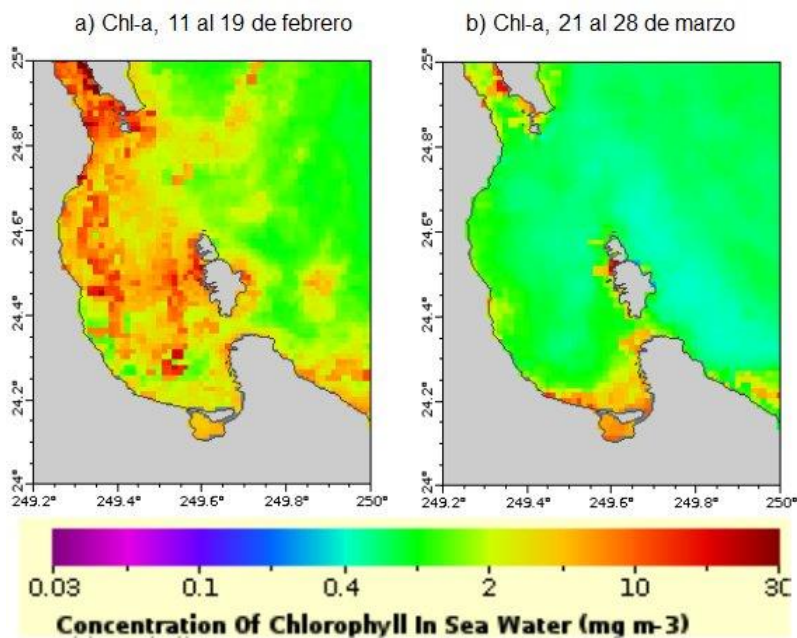 a) Chl-a, 11 al 19 de febrero
b) Chl-a, 21 al 28 de marzo
25°
24.8°
24.6°
24.4°
24.2°
24°
249.2° 249.4° 249.6° 249.8° 250°
25°
24.8°
24.6°
24.4°
24.2°
24°
249.2° 249.4° 249.6° 249.8° 250°
0.03 0.1 0.4 2 10 30
Concentration Of Chlorophyll In Sea Water (mg m-3)